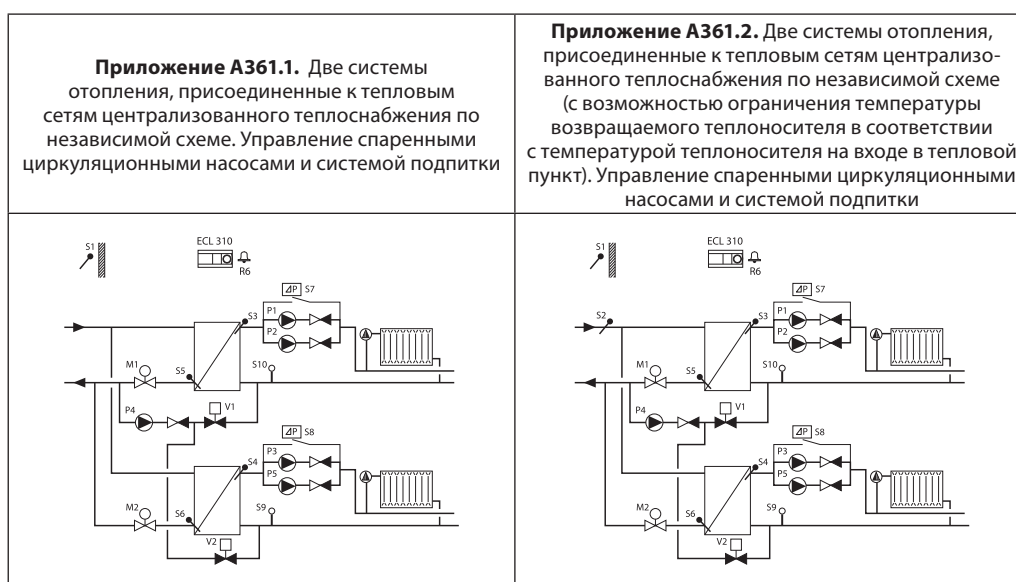 Приложение A361.1. Две системы
отопления, присоединенные к тепловым
сетям централизованного теплоснабжения по
независимой схеме. Управление спаренными
циркуляционными насосами и системой подпитки
Приложение A361.2. Две системы отопления,
присоединенные к тепловым сетям централизо-
ванного теплоснабжения по независимой схеме
(с возможностью ограничения температуры
возвращаемого теплоносителя в соответствии
с температурой теплоносителя на входе в тепловой
пункт). Управление спаренными циркуляционными
насосами и системой подпитки
S1
ECL 310
R6
ΔP S7
P1
S3
P2
M1
S5
S10
P4
V1
ΔP S8
P3
S4
P5
M2
S6
S9
V2
S1
ECL 310
R6
ΔP S7
S2
P1
S3
P2
M1
S5
S10
P4
V1
ΔP S8
P3
S4
P5
M2
S6
S9
V2